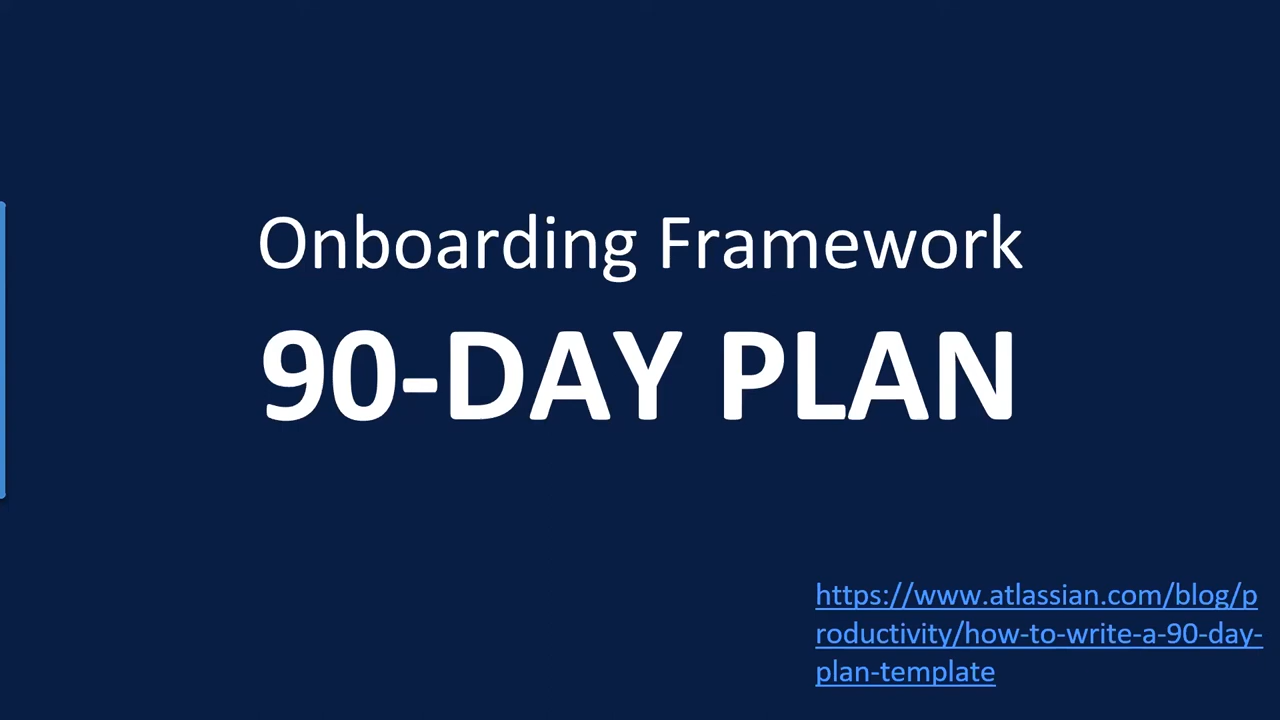 Onboarding Framework
90-DAY PLAN
https://www.atlassian.com/blog/p
roductivity/how-to-write-a-90-day-
plan-template